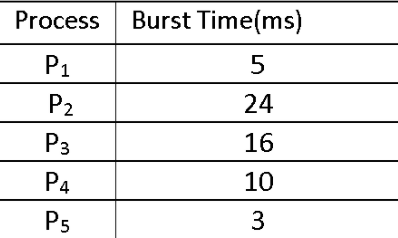 Process Burst Time(ms)
P₁ 5
P₂ 24
P₃ 16
P₄ 10
P₅ 3